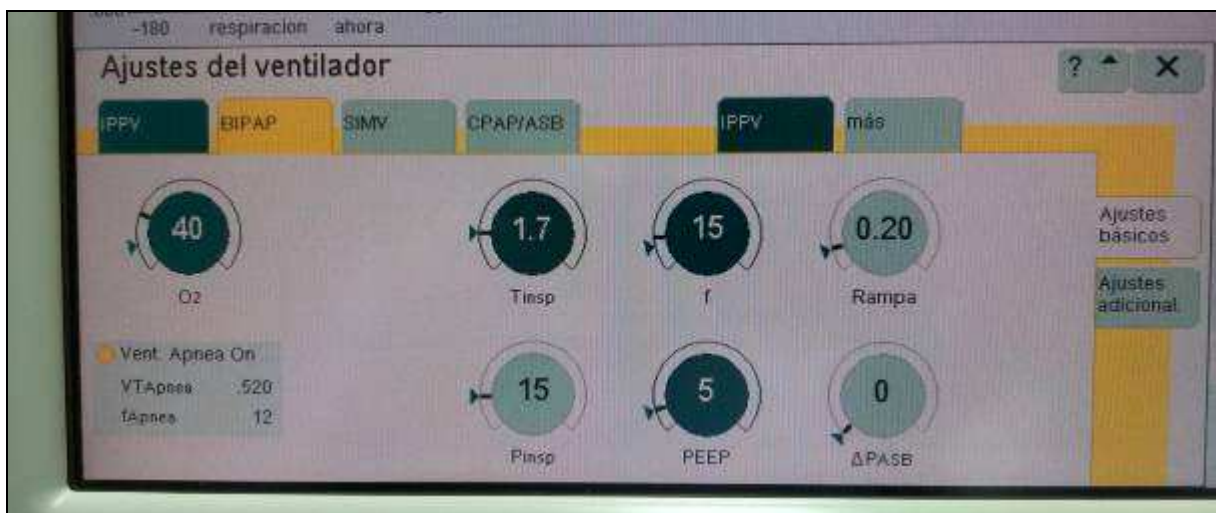 -180 respiracion ahora
Ajustes del ventilador
? X
IPPV BIPAP SIMV CPAP/ASB IPPV más
40 1.7 15 0.20
O2 Tinsp f Rampa
Ajustes
básicos
Ajustes
adicional.
Vent. Apnea On
VTApnea .520
fApnea 12
15 5 0
Pinsp PEEP ΔPASB